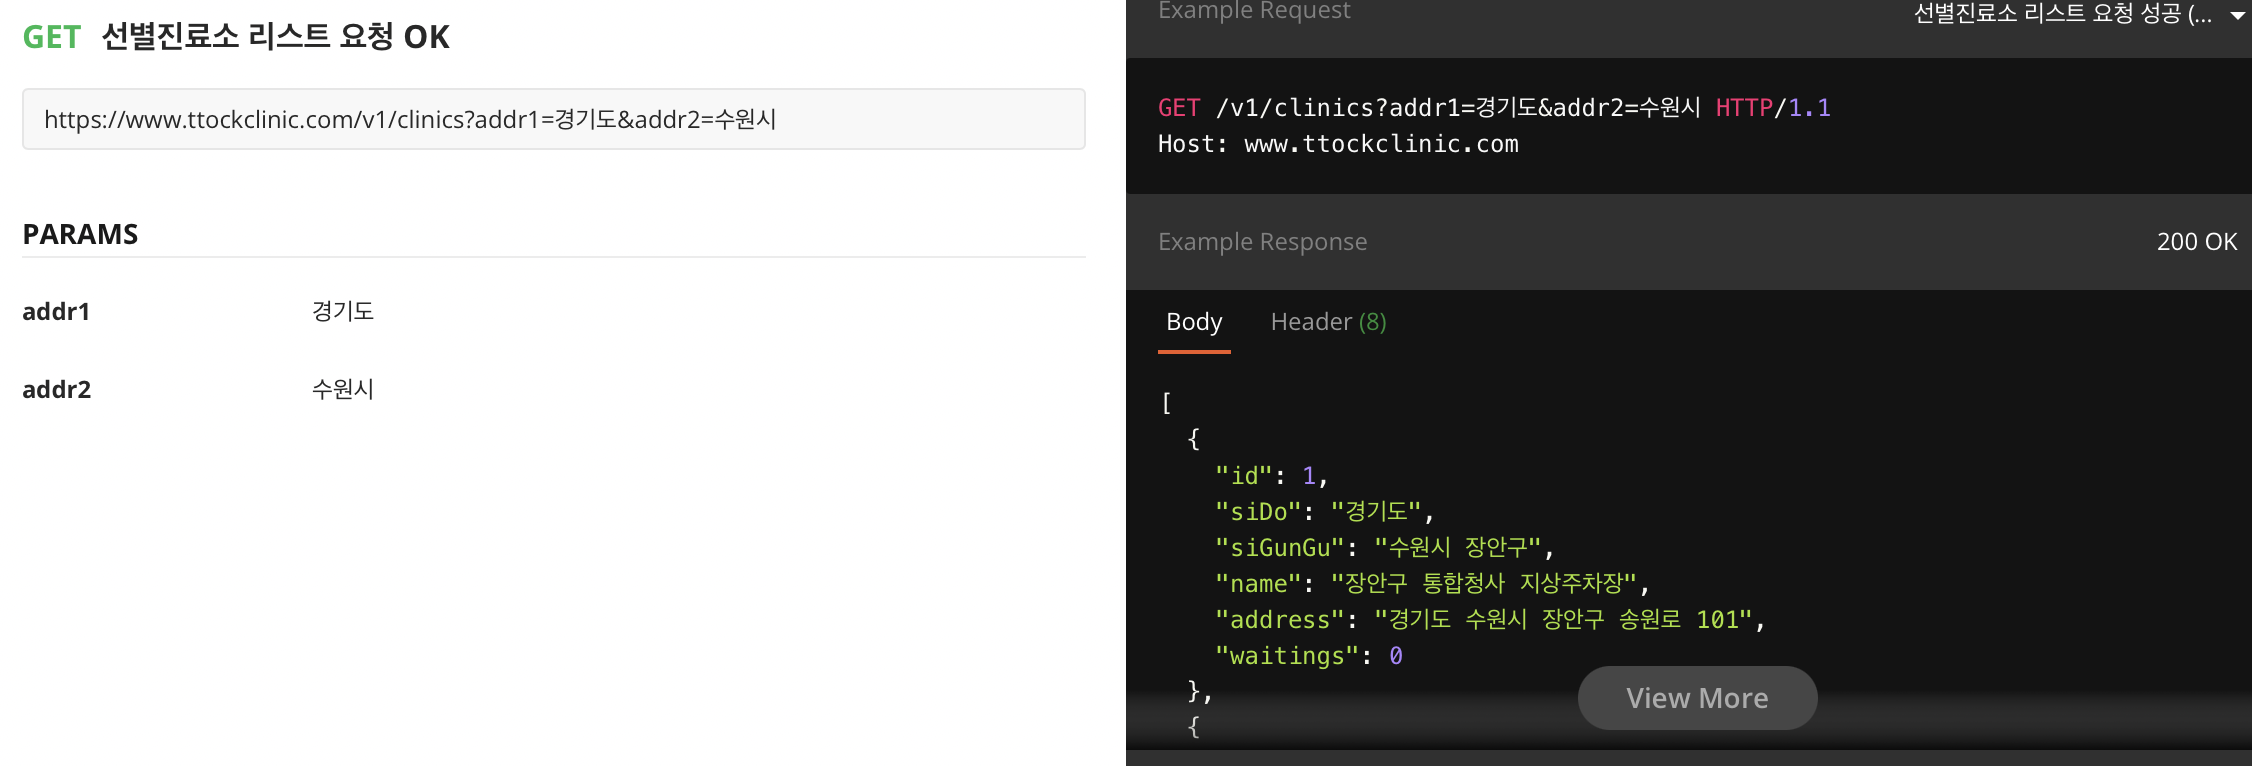 GET 선별진료소 리스트 요청 OK
https://www.ttockclinic.com/v1/clinics?addr1=경기도&addr2=수원시
PARAMS
addr1 경기도
addr2 수원시
Example Request 선별진료소 리스트 요청 성공 (...
GET /v1/clinics?addr1=경기도&addr2=수원시 HTTP/1.1
Host: www.ttockclinic.com
Example Response 200 OK
Body Header (8)
[
{
"id": 1,
"siDo": "경기도",
"siGunGu": "수원시 장안구",
"name": "장안구 통합청사 지상주차장",
"address": "경기도 수원시 장안구 송원로 101",
"waitings": 0
},
View More
{